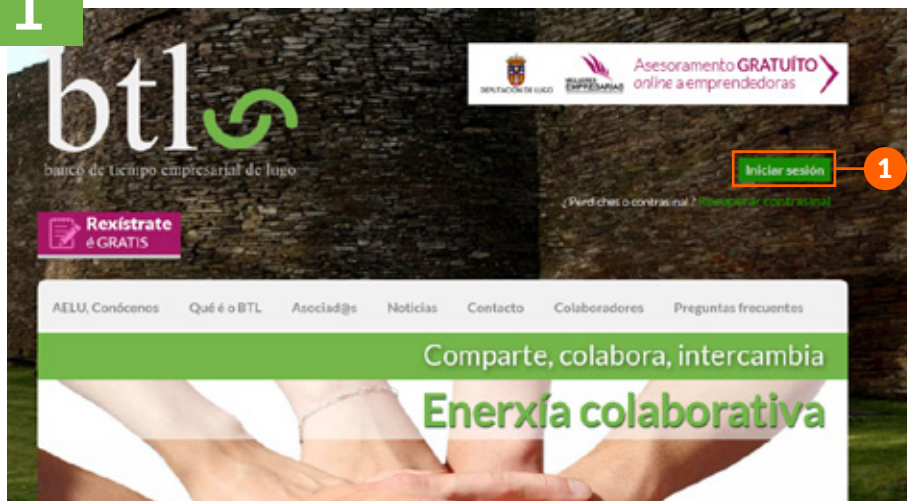 1
btl
banco de tiempo empresarial de lugo
DEPUTACIÓN DE LUGO
MULLERES
EMPRESARIAS
Asesoramento GRATUÍTO
online a emprendedoras
Iniciar sesión
1
¿Perdiches o contrasinal? Recuperar contrasinal
Rexístrate
é GRATIS
AELU, Conócenos
Qué é o BTL
Asociad@s
Noticias
Contacto
Colaboradores
Preguntas frecuentes
Comparte, colabora, intercambia
Enerxía colaborativa